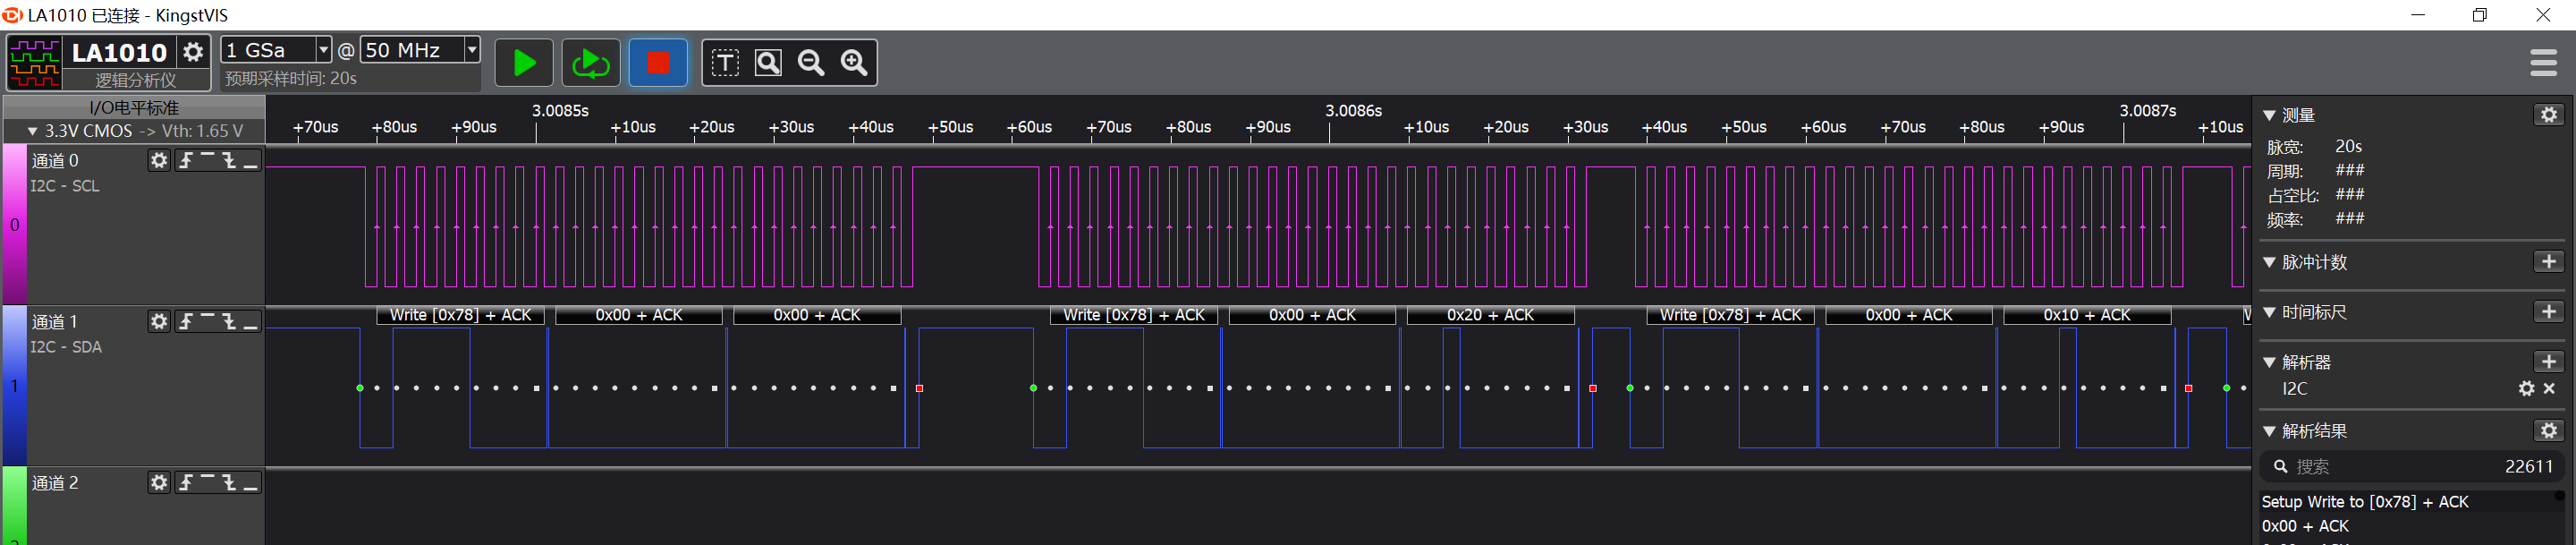 LA1010 已连接 - KingstVIS
LA1010
逻辑分析仪
1 GSa @ 50 MHz
预期采样时间: 20s
I/O电平标准
3.3V CMOS -> Vth: 1.65 V
3.0085s 3.0086s 3.0087s
+70us +80us +90us +10us +20us +30us +40us +50us +60us +70us +80us +90us +10us +20us +30us +40us +50us +60us +70us +80us +90us +10us
通道 0
I2C - SCL
0
通道 1
I2C - SDA
1
Write [0x78] + ACK 0x00 + ACK 0x00 + ACK Write [0x78] + ACK 0x00 + ACK 0x20 + ACK Write [0x78] + ACK 0x00 + ACK 0x10 + ACK
通道 2
测量
脉宽: 20s
周期: ###
占空比: ###
频率: ###
脉冲计数
时间标尺
解析器
I2C
解析结果
搜索 22611
Setup Write to [0x78] + ACK
0x00 + ACK